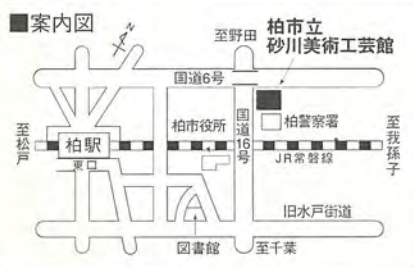 ■案内図
至野田
柏市立
砂川美術工芸館
国道6号
柏市役所
国道16号
柏警察署
至松戸
柏駅
東口
JR常磐線
至我孫子
旧水戸街道
図書館
至千葉